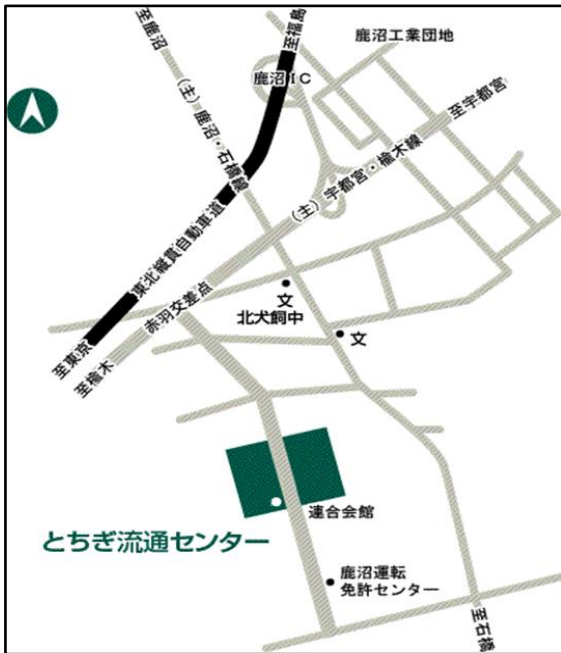 至鹿沼
至福島
鹿沼工業団地
鹿沼IC
(主)鹿沼・石橋線
至宇都宮
(主)宇都宮・楡木線
東北縦貫自動車道
赤羽交差点
文
北犬飼中
文
至東京
至楡木
連合会館
とちぎ流通センター
鹿沼運転
免許センター
至石橋